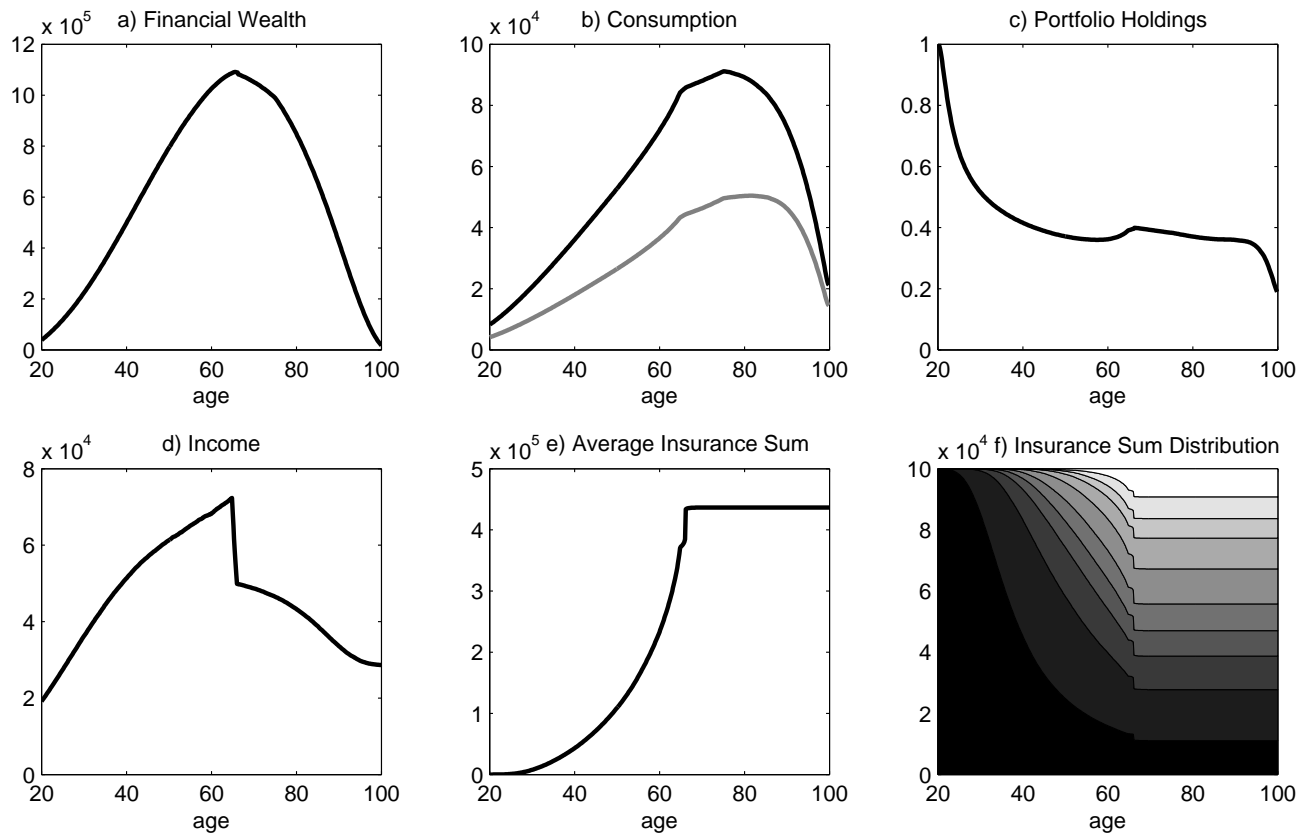 a) Financial Wealth
x 10^5
12
10
8
6
4
2
0
20 40 60 80 100
age
b) Consumption
x 10^4
10
8
6
4
2
0
20 40 60 80 100
age
c) Portfolio Holdings
1
0.8
0.6
0.4
0.2
20 40 60 80 100
age
d) Income
x 10^4
8
6
4
2
0
20 40 60 80 100
age
x 10^5 e) Average Insurance Sum
5
4
3
2
1
0
20 40 60 80 100
age
x 10^4 f) Insurance Sum Distribution
10
8
6
4
2
0
20 40 60 80 100
age